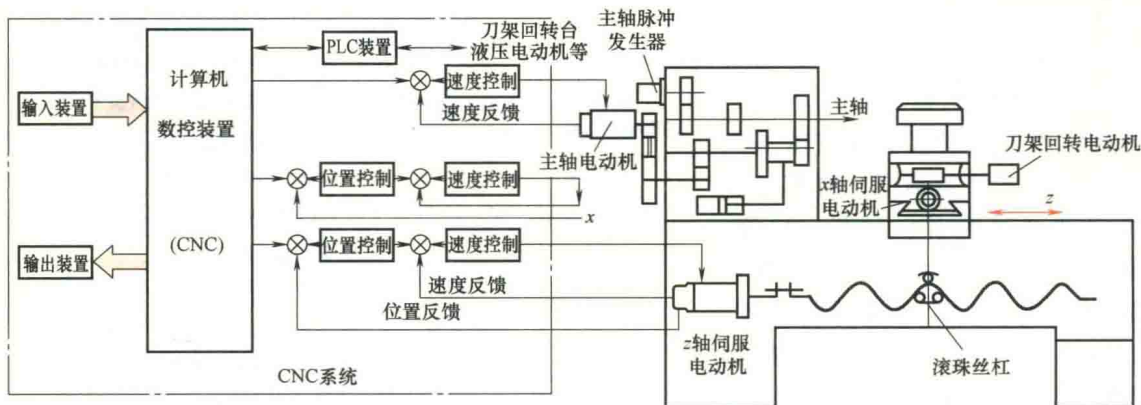 刀架回转台
液压电动机等
主轴脉冲
发生器
PLC装置
计算机
数控装置
(CNC)
速度控制
速度反馈
输入装置
主轴
主轴电动机
刀架回转电动机
x轴伺服
电动机
z
位置控制
速度控制
x
位置控制
速度控制
输出装置
速度反馈
位置反馈
z轴伺服
电动机
滚珠丝杠
CNC系统